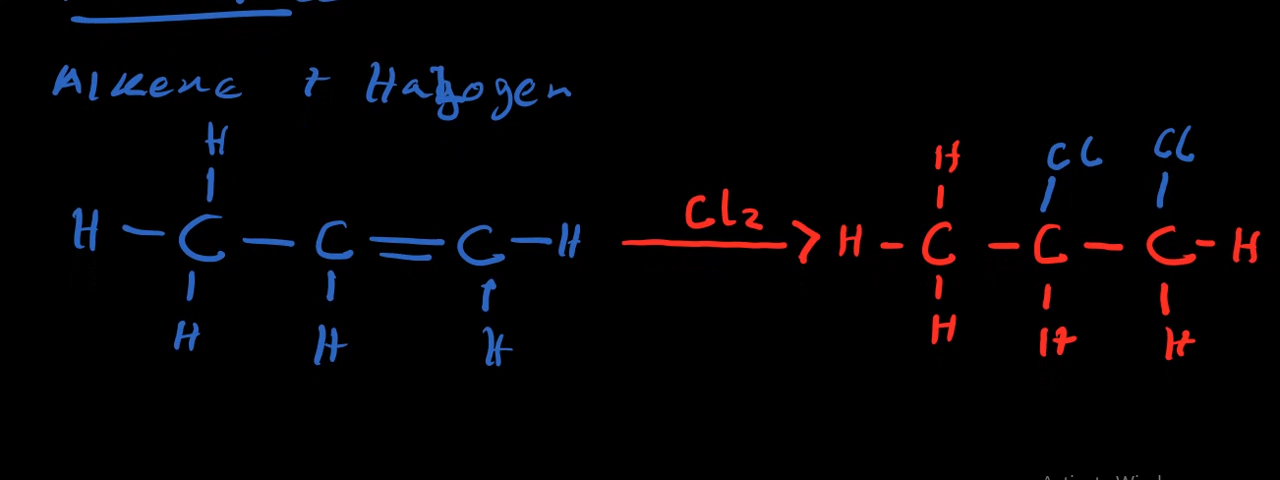 Alkene + Halogen
H H Cl Cl
Cl2
H - C - C = C - H > H - C - C - C - H
H H H H H H